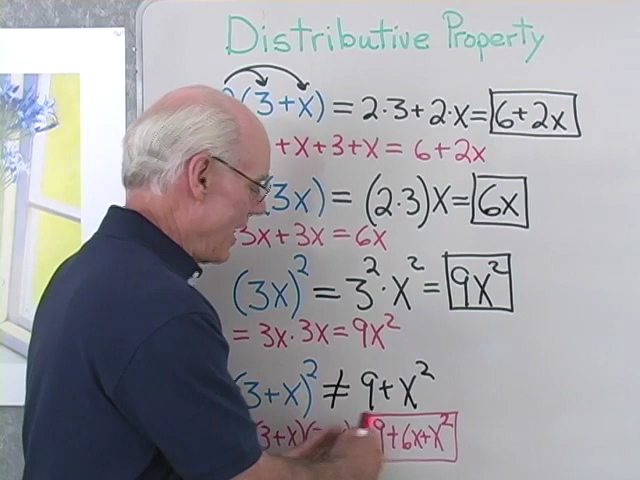 Distributive Property
(3+x) = 2·3+2·x= 6+2x
+x+3+x = 6+2x
(3x) = (2·3)x= 6x
3x+3x = 6x
(3x)² = 3²·x² = 9x²
= 3x·3x = 9x²
(3+x)² ≠ 9+x²
(3+x)( 9+6x+x²